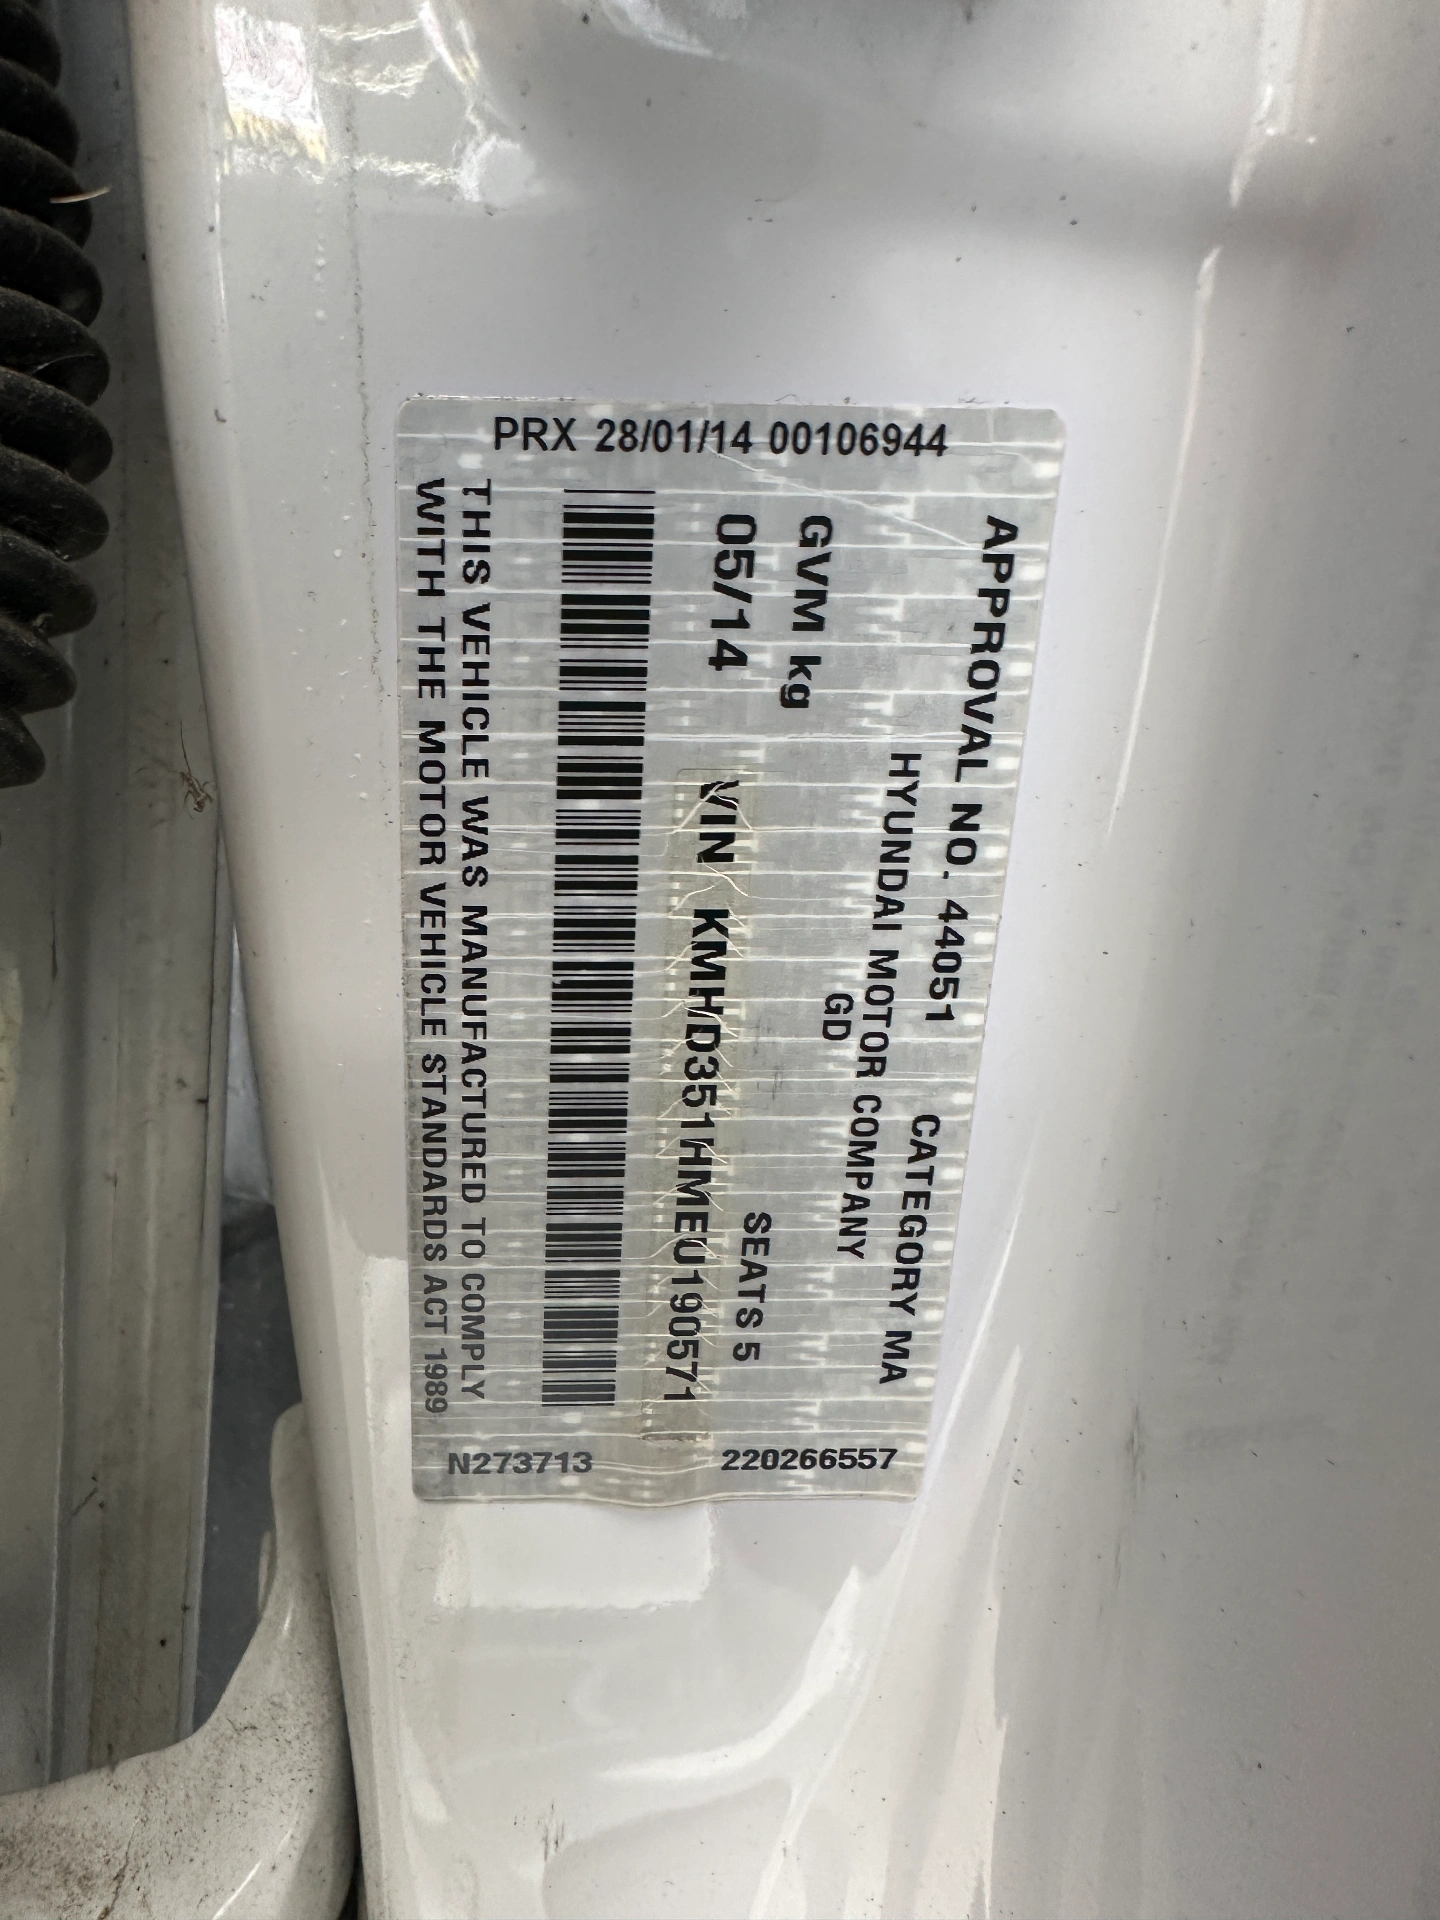 PRX 28/01/14 00106944
APPROVAL NO. 44051 CATEGORY MA
HYUNDAI MOTOR COMPANY
GD
GVM kg SEATS 5
05/14 VIN KMHD351HMEU190571
THIS VEHICLE WAS MANUFACTURED TO COMPLY
WITH THE MOTOR VEHICLE STANDARDS ACT 1989
N273713 220266557